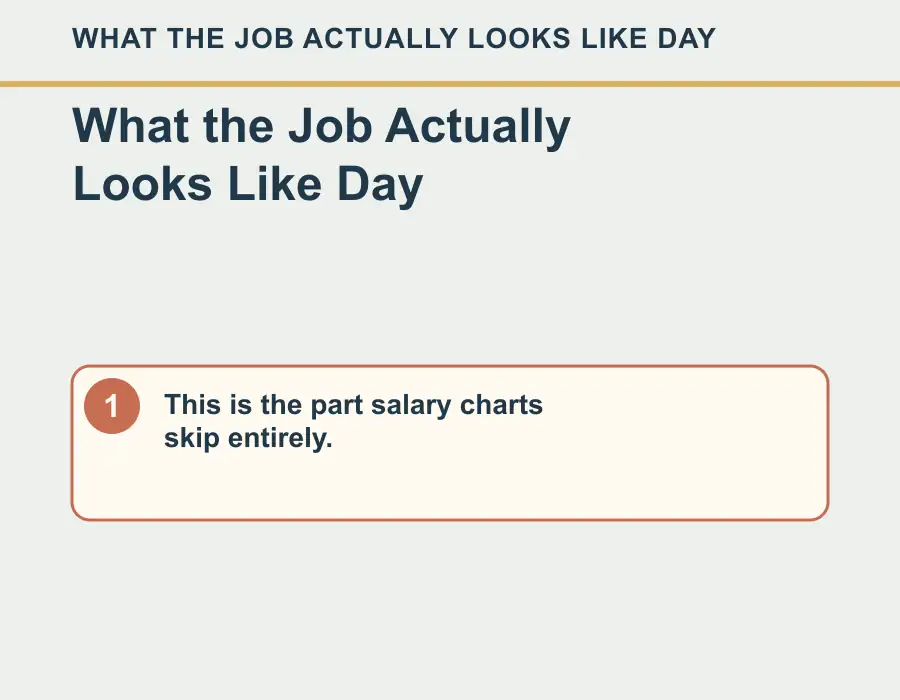 WHAT THE JOB ACTUALLY LOOKS LIKE DAY
What the Job Actually
Looks Like Day
1
This is the part salary charts
skip entirely.